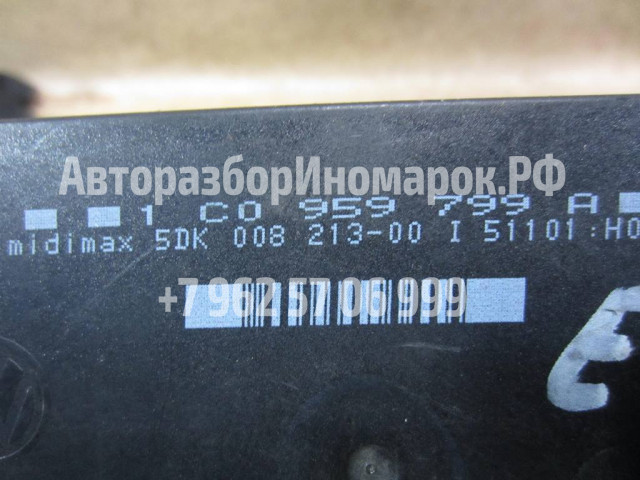 АвторазборИномарок.РФ
1 C0 959 799 A
midimax 5DK 008 213-00 I 51101:H0
+7 962 57 06 999
E